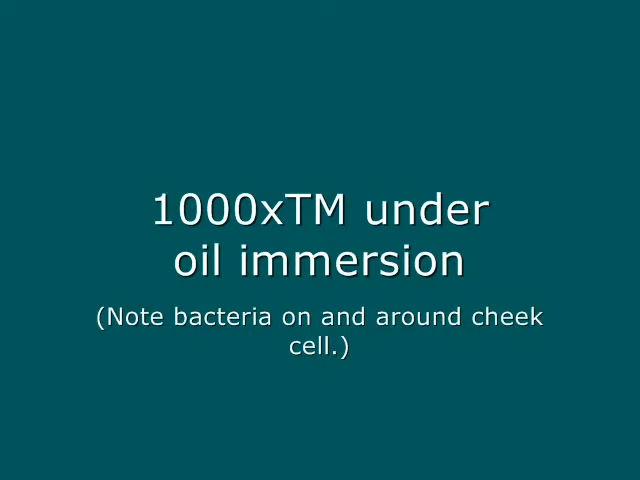 1000xTM under
oil immersion
(Note bacteria on and around cheek
cell.)